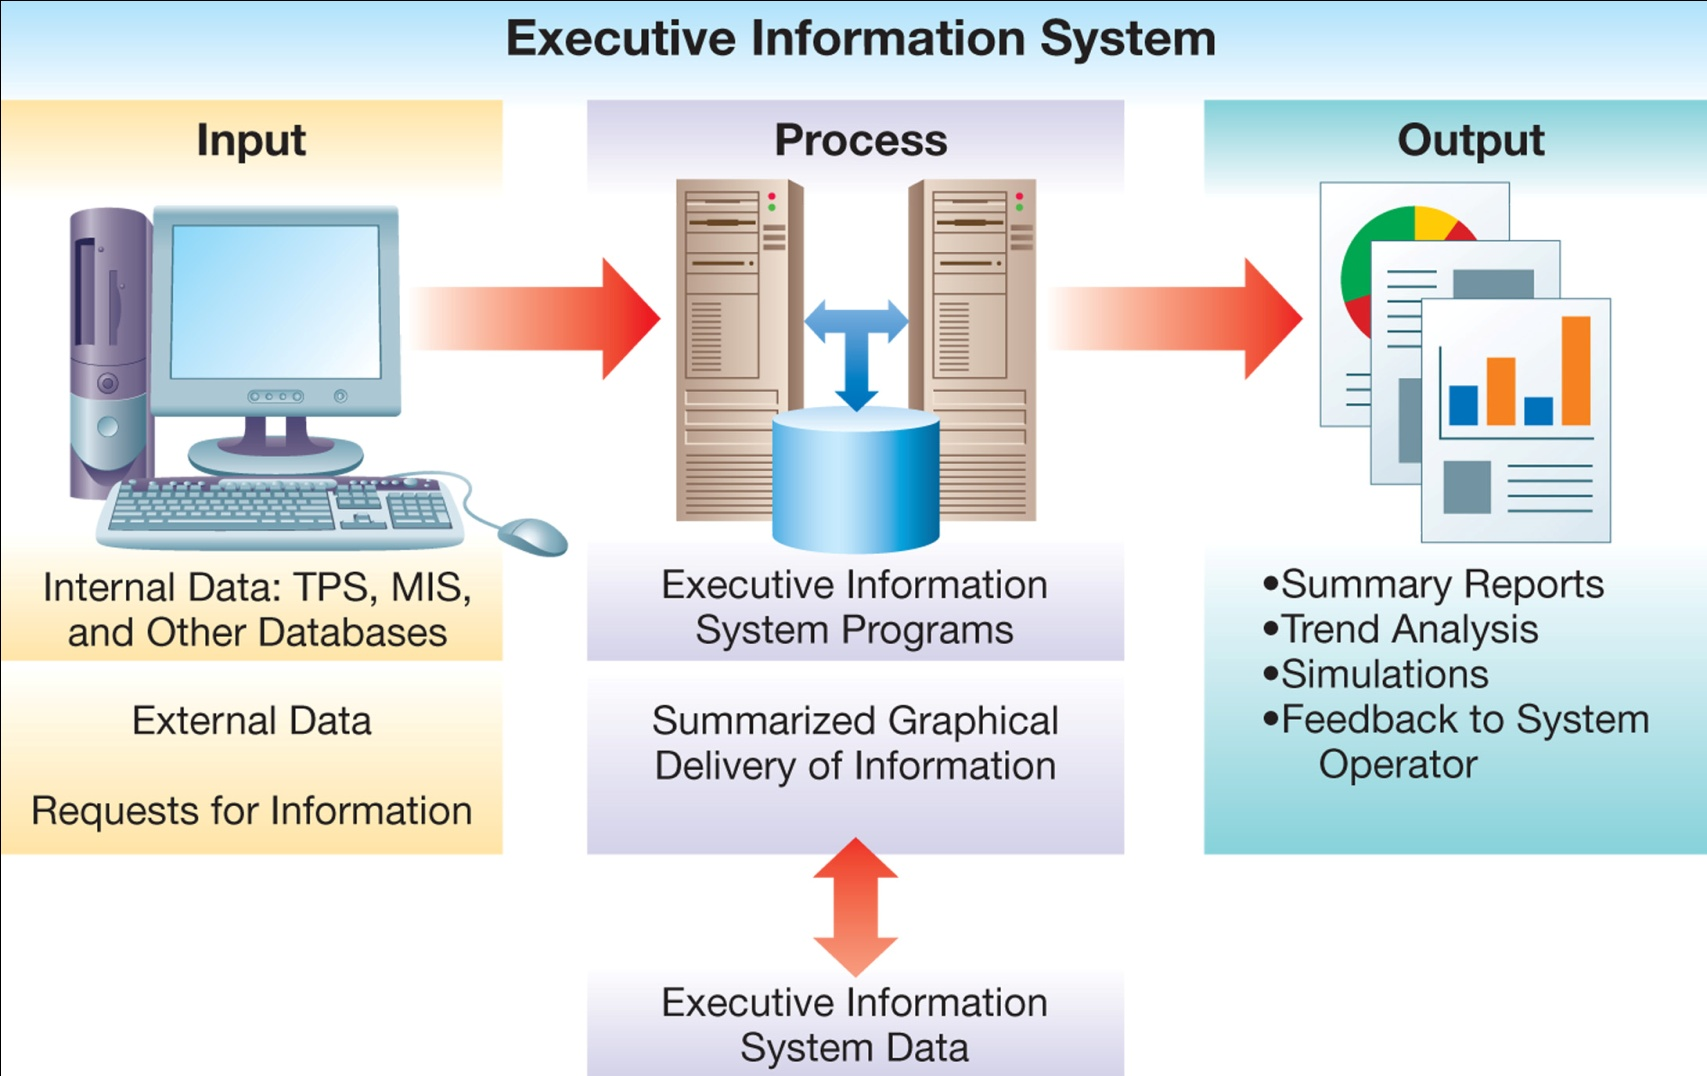 Executive Information System
Input
Process
Output
Internal Data: TPS, MIS,
and Other Databases
External Data
Requests for Information
Executive Information
System Programs
Summarized Graphical
Delivery of Information
Executive Information
System Data
•Summary Reports
•Trend Analysis
•Simulations
•Feedback to System
Operator